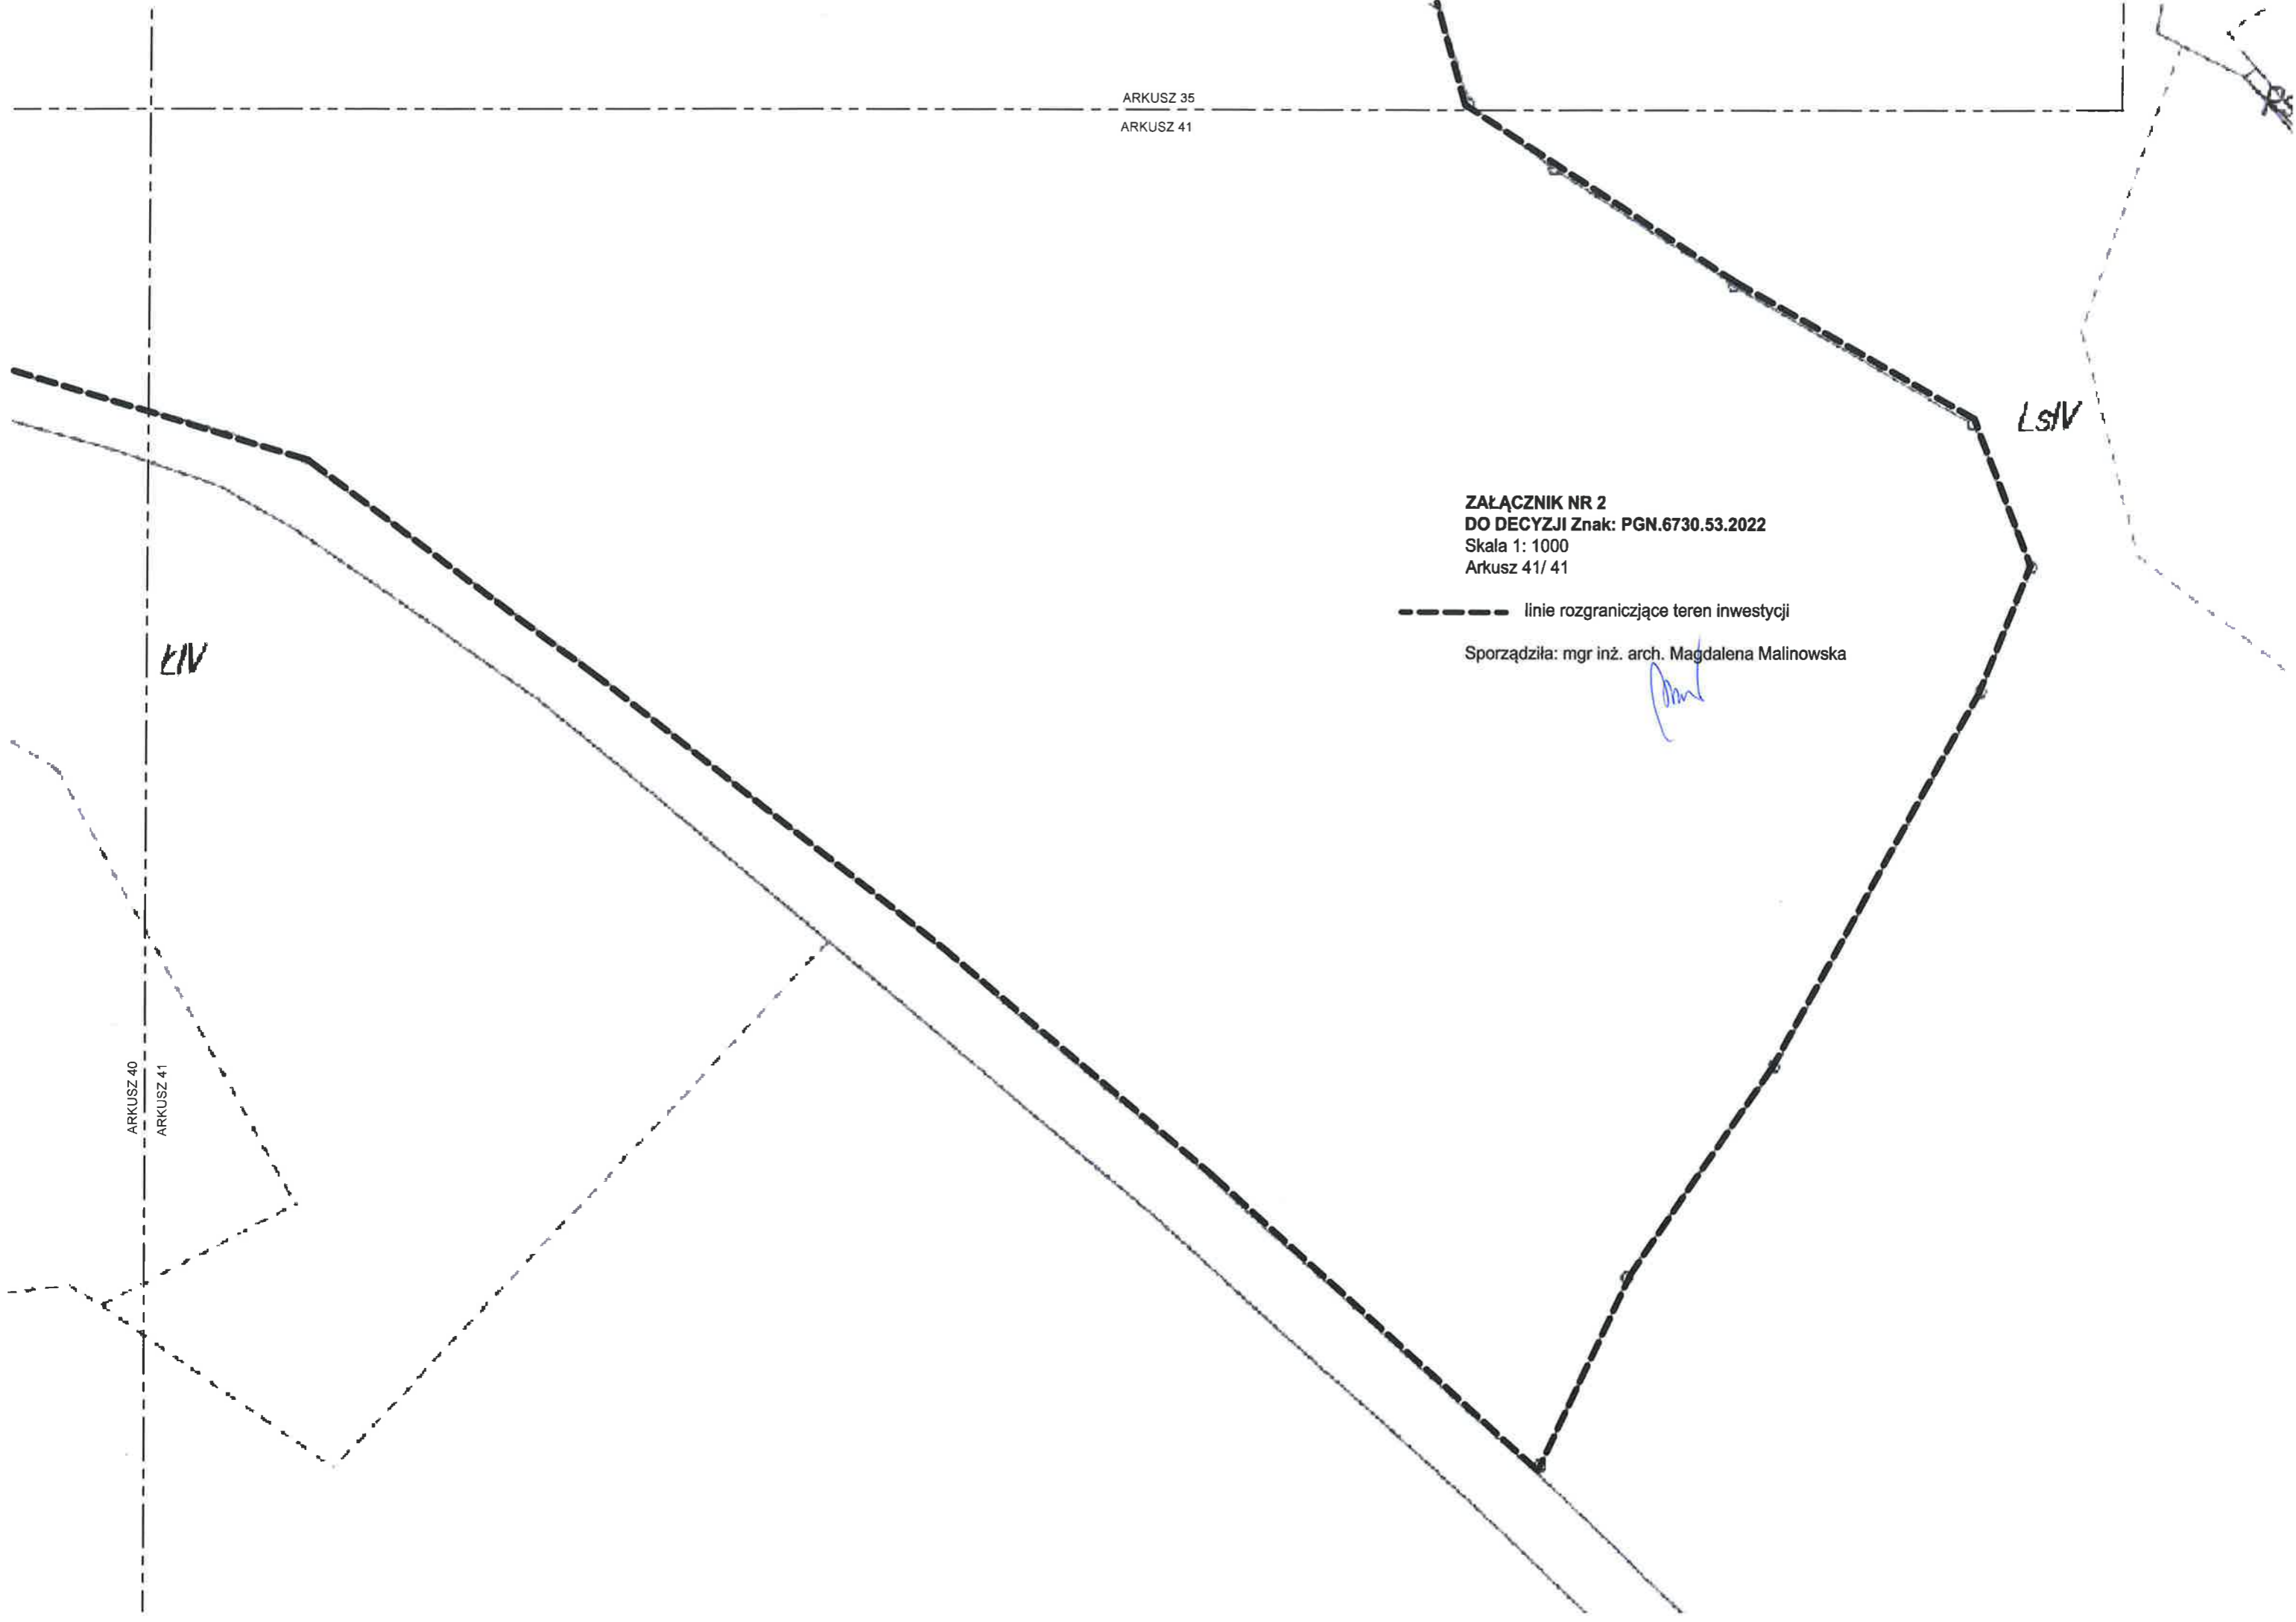 ARKUSZ 35
ARKUSZ 41
LsIV
ZAŁĄCZNIK NR 2
DO DECYZJI Znak: PGN.6730.53.2022
Skala 1: 1000
Arkusz 41/ 41
linie rozgraniczjące teren inwestycji
Sporządziła: mgr inż. arch. Magdalena Malinowska
ŁIV
ARKUSZ 40
ARKUSZ 41